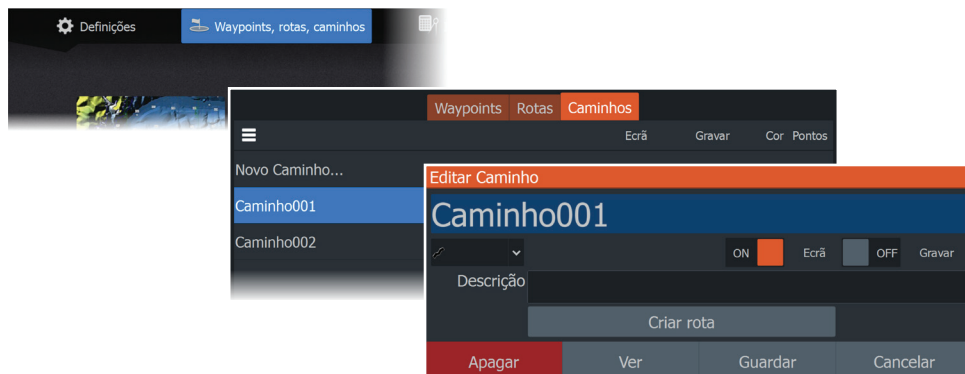 Definições Waypoints, rotas, caminhos
Waypoints Rotas Caminhos
Ecrã Gravar Cor Pontos
Novo Caminho...
Caminho001
Caminho002
Editar Caminho
Caminho001
ON Ecrã OFF Gravar
Descrição
Criar rota
Apagar Ver Guardar Cancelar